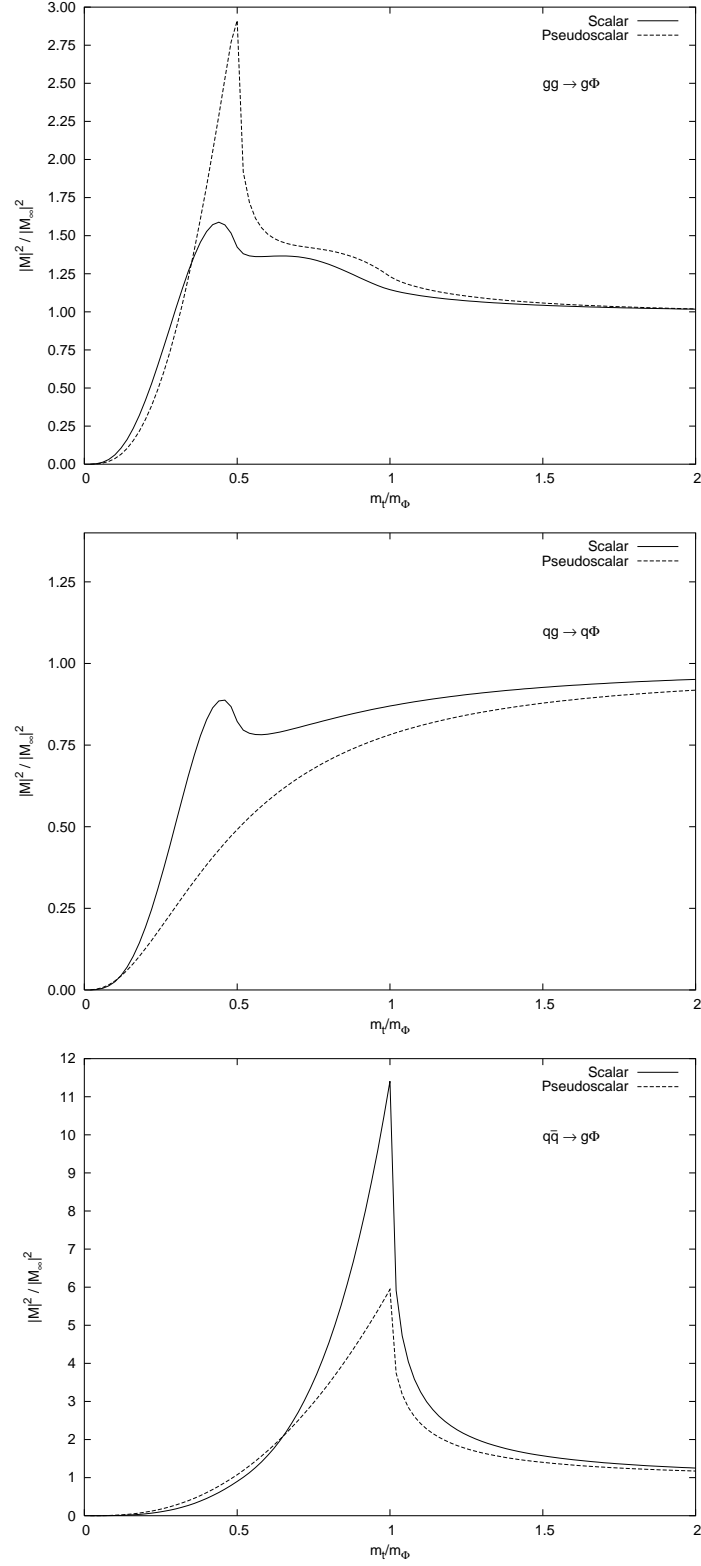 3.00
2.75
2.50
2.25
2.00
1.75
1.50
1.25
1.00
0.75
0.50
0.25
0.00
|M|² / |M∞|²
Scalar
Pseudoscalar
gg → gΦ
0 0.5 1 1.5 2
mₜ/m_Φ
1.25
1.00
0.75
0.50
0.25
0.00
|M|² / |M∞|²
Scalar
Pseudoscalar
qg → qΦ
0 0.5 1 1.5 2
mₜ/m_Φ
12
11
10
9
8
7
6
5
4
3
2
1
0
|M|² / |M∞|²
Scalar
Pseudoscalar
qq̄ → gΦ
0 0.5 1 1.5 2
mₜ/m_Φ